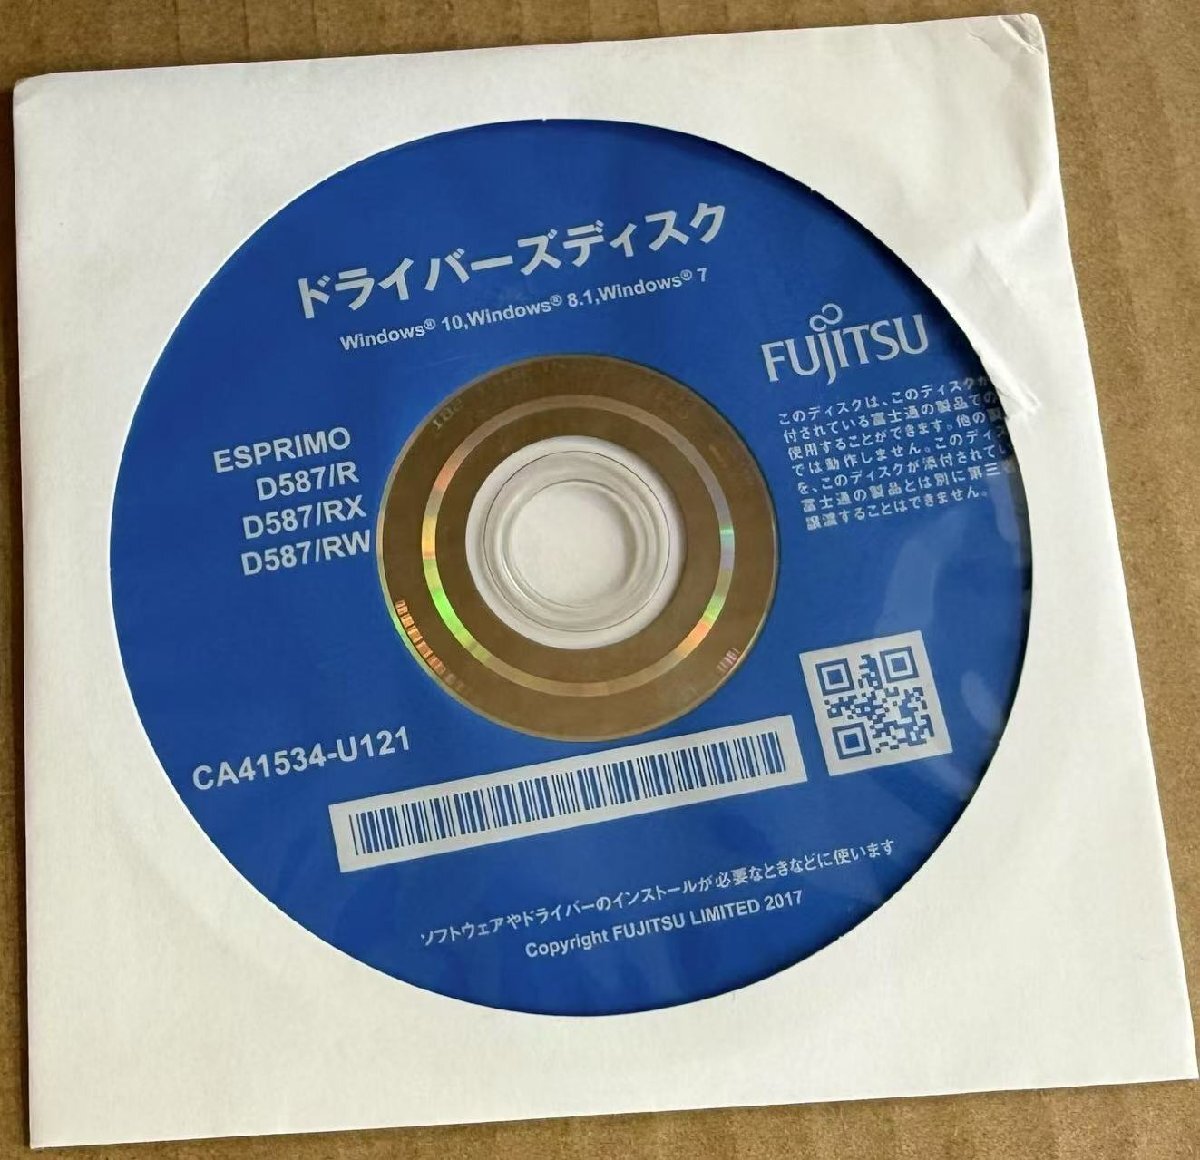 ドライバーズディスク
Windows® 10,Windows® 8.1,Windows® 7
FUJITSU
このディスクは、このディスクが
付されている富士通の製品での
使用することができます。他の製
では動作しません。このディス
を、このディスクが添付されてい
富士通の製品とは別に第三
譲渡することはできません。
ESPRIMO
D587/R
D587/RX
D587/RW
CA41534-U121
ソフトウェアやドライバーのインストールが必要なときなどに使います
Copyright FUJITSU LIMITED 2017